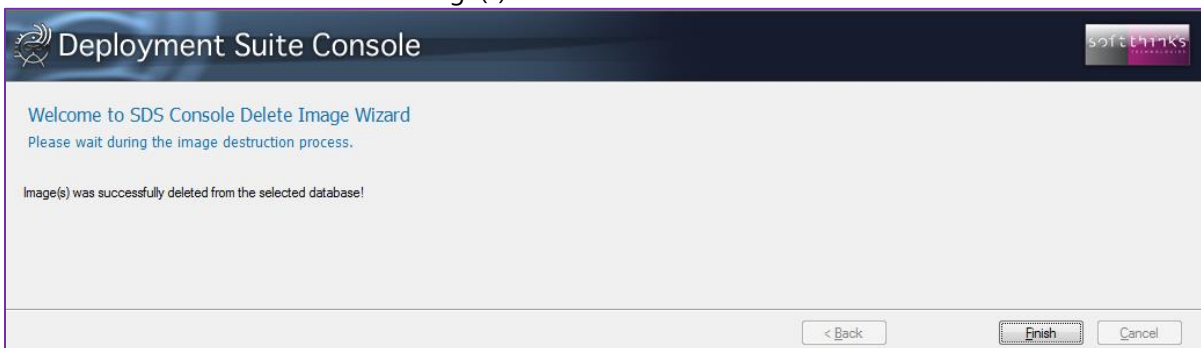 Deployment Suite Console
softthinks
Welcome to SDS Console Delete Image Wizard
Please wait during the image destruction process.
Image(s) was successfully deleted from the selected database!
< Back
Finish
Cancel